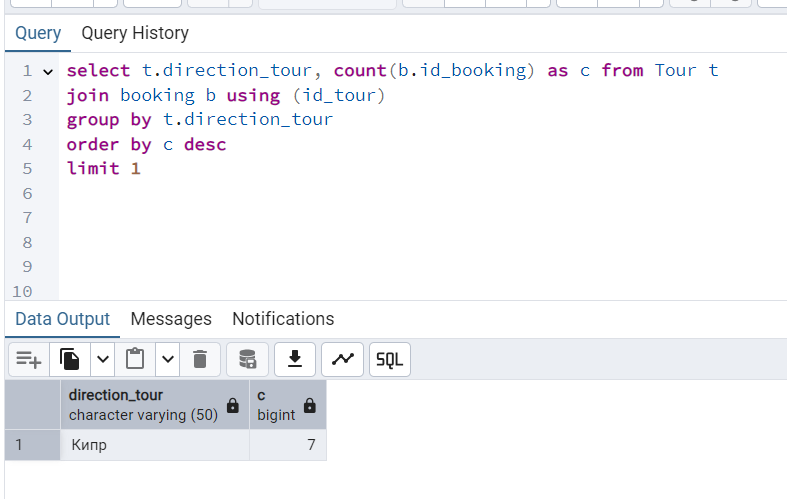 Query Query History
1 select t.direction_tour, count(b.id_booking) as c from Tour t
2 join booking b using (id_tour)
3 group by t.direction_tour
4 order by c desc
5 limit 1
6
7
8
9
10
Data Output Messages Notifications
SQL
direction_tour c
character varying (50) bigint
1 Кипр 7